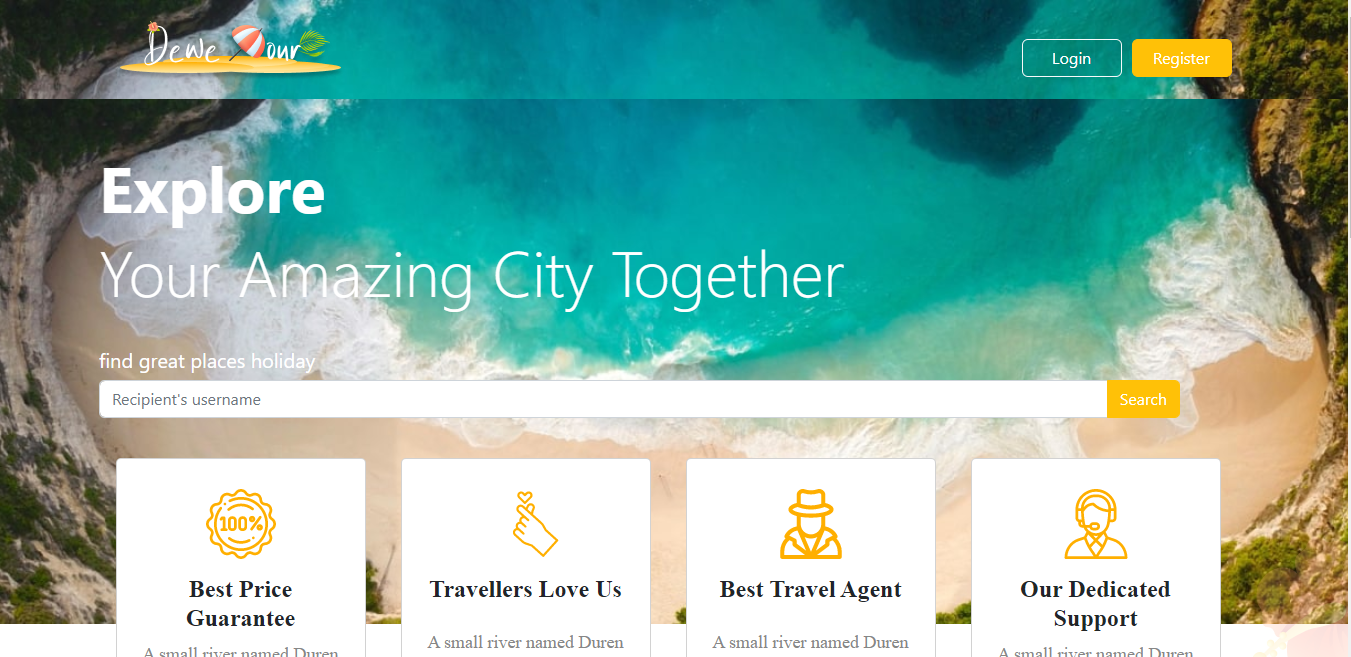 Dewe Tour
Login
Register
Explore
Your Amazing City Together
find great places holiday
Recipient's username
Search
100%
Best Price
Guarantee
A small river named Duren
Travellers Love Us
A small river named Duren
Best Travel Agent
A small river named Duren
Our Dedicated
Support
A small river named Duren